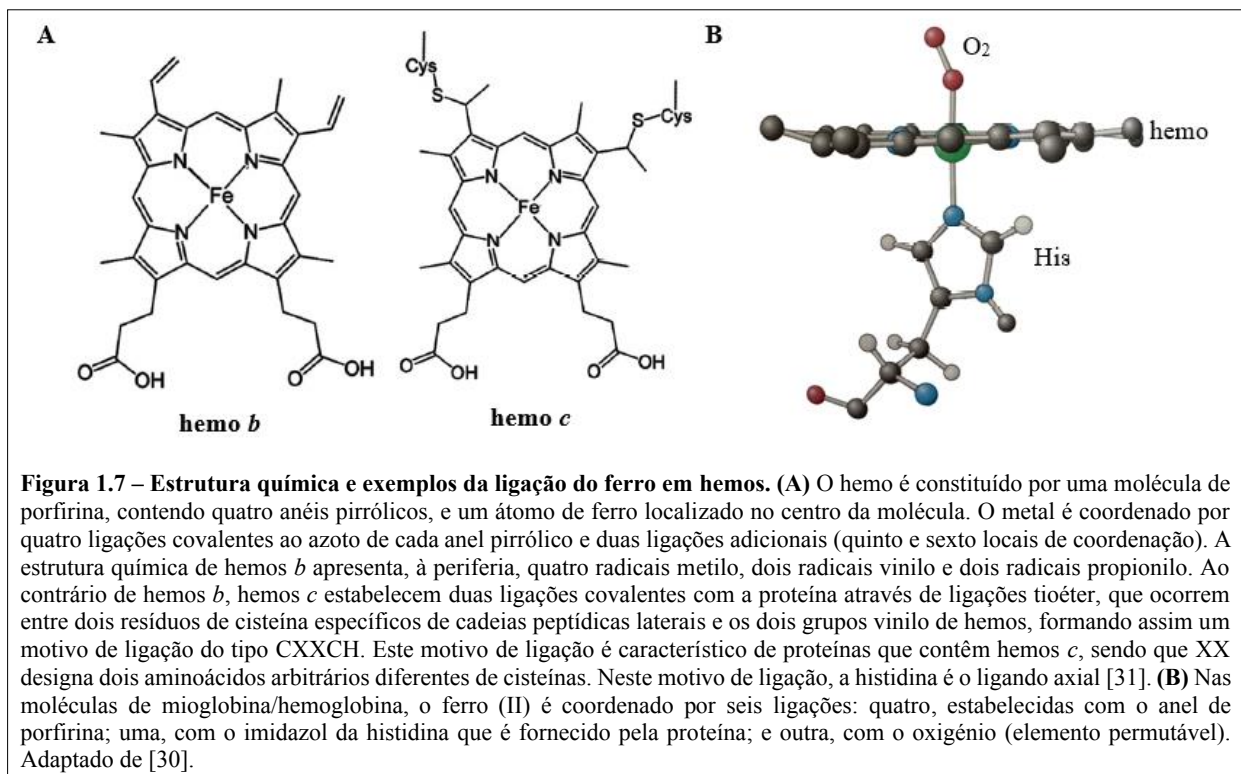 A
B
Cys
S
S
Cys
N
N
Fe
N
N
N
N
Fe
N
N
O
OH
O
OH
O
OH
O
OH
hemo b
hemo c
O2
hemo
His
Figura 1.7 – Estrutura química e exemplos da ligação do ferro em hemos. (A) O hemo é constituído por uma molécula de
porfirina, contendo quatro anéis pirrólicos, e um átomo de ferro localizado no centro da molécula. O metal é coordenado por
quatro ligações covalentes ao azoto de cada anel pirrólico e duas ligações adicionais (quinto e sexto locais de coordenação). A
estrutura química de hemos b apresenta, à periferia, quatro radicais metilo, dois radicais vinilo e dois radicais propionilo. Ao
contrário de hemos b, hemos c estabelecem duas ligações covalentes com a proteína através de ligações tioéter, que ocorrem
entre dois resíduos de cisteína específicos de cadeias peptídicas laterais e os dois grupos vinilo de hemos, formando assim um
motivo de ligação do tipo CXXCH. Este motivo de ligação é característico de proteínas que contêm hemos c, sendo que XX
designa dois aminoácidos arbitrários diferentes de cisteínas. Neste motivo de ligação, a histidina é o ligando axial [31]. (B) Nas
moléculas de mioglobina/hemoglobina, o ferro (II) é coordenado por seis ligações: quatro, estabelecidas com o anel de
porfirina; uma, com o imidazol da histidina que é fornecido pela proteína; e outra, com o oxigénio (elemento permutável).
Adaptado de [30].